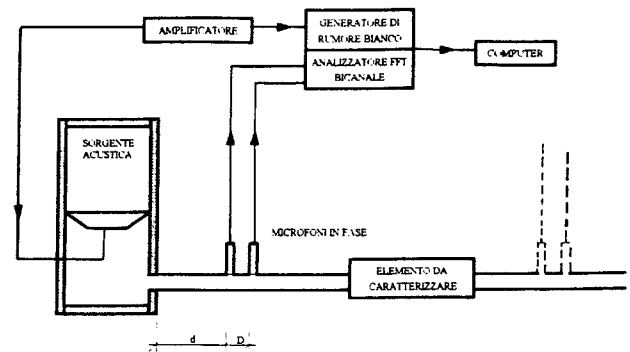 AMPLIFICATORE
GENERATORE DI
RUMORE BIANCO
ANALIZZATORE FFT
BICANALE
COMPUTER
SORGENTE
ACUSTICA
MICROFONI IN FASE
ELEMENTO DA
CARATTERIZZARE
d
D